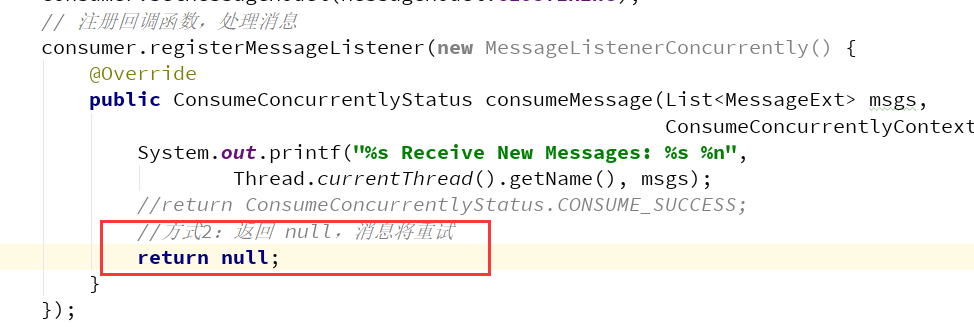 // 注册回调函数，处理消息
consumer.registerMessageListener(new MessageListenerConcurrently() {
@Override
public ConsumeConcurrentlyStatus consumeMessage(List<MessageExt> msgs,
ConsumeConcurrentlyContext
System.out.printf("%s Receive New Messages: %s %n",
Thread.currentThread().getName(), msgs);
//return ConsumeConcurrentlyStatus.CONSUME_SUCCESS;
//方式2：返回 null，消息将重试
return null;
}
});